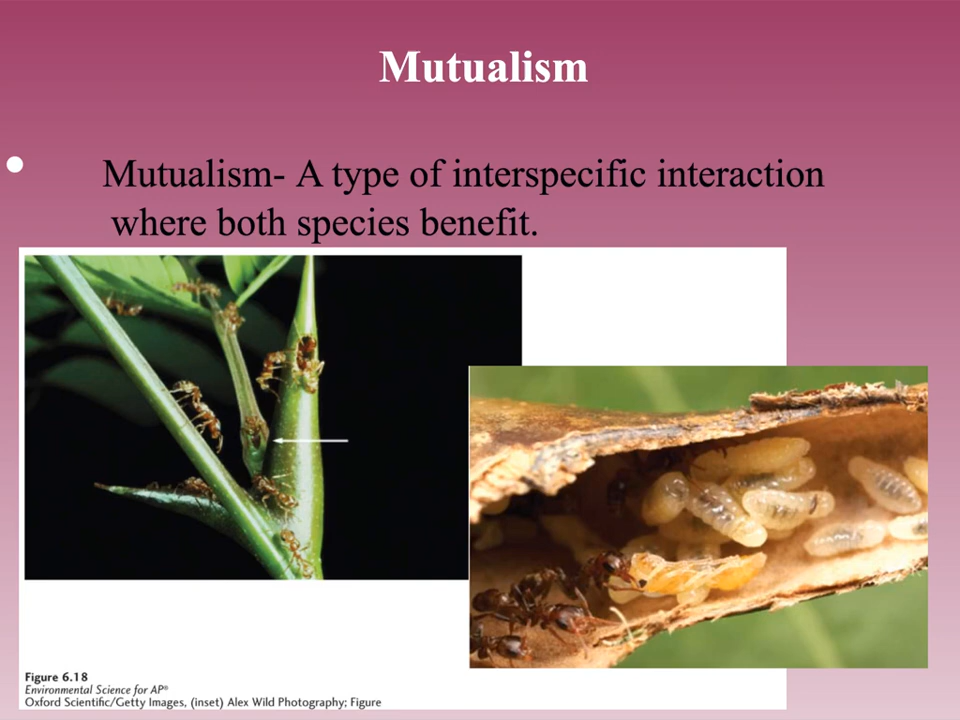 Mutualism
• Mutualism- A type of interspecific interaction
where both species benefit.
Figure 6.18
Environmental Science for AP®
Oxford Scientific/Getty Images, (inset) Alex Wild Photography; Figure